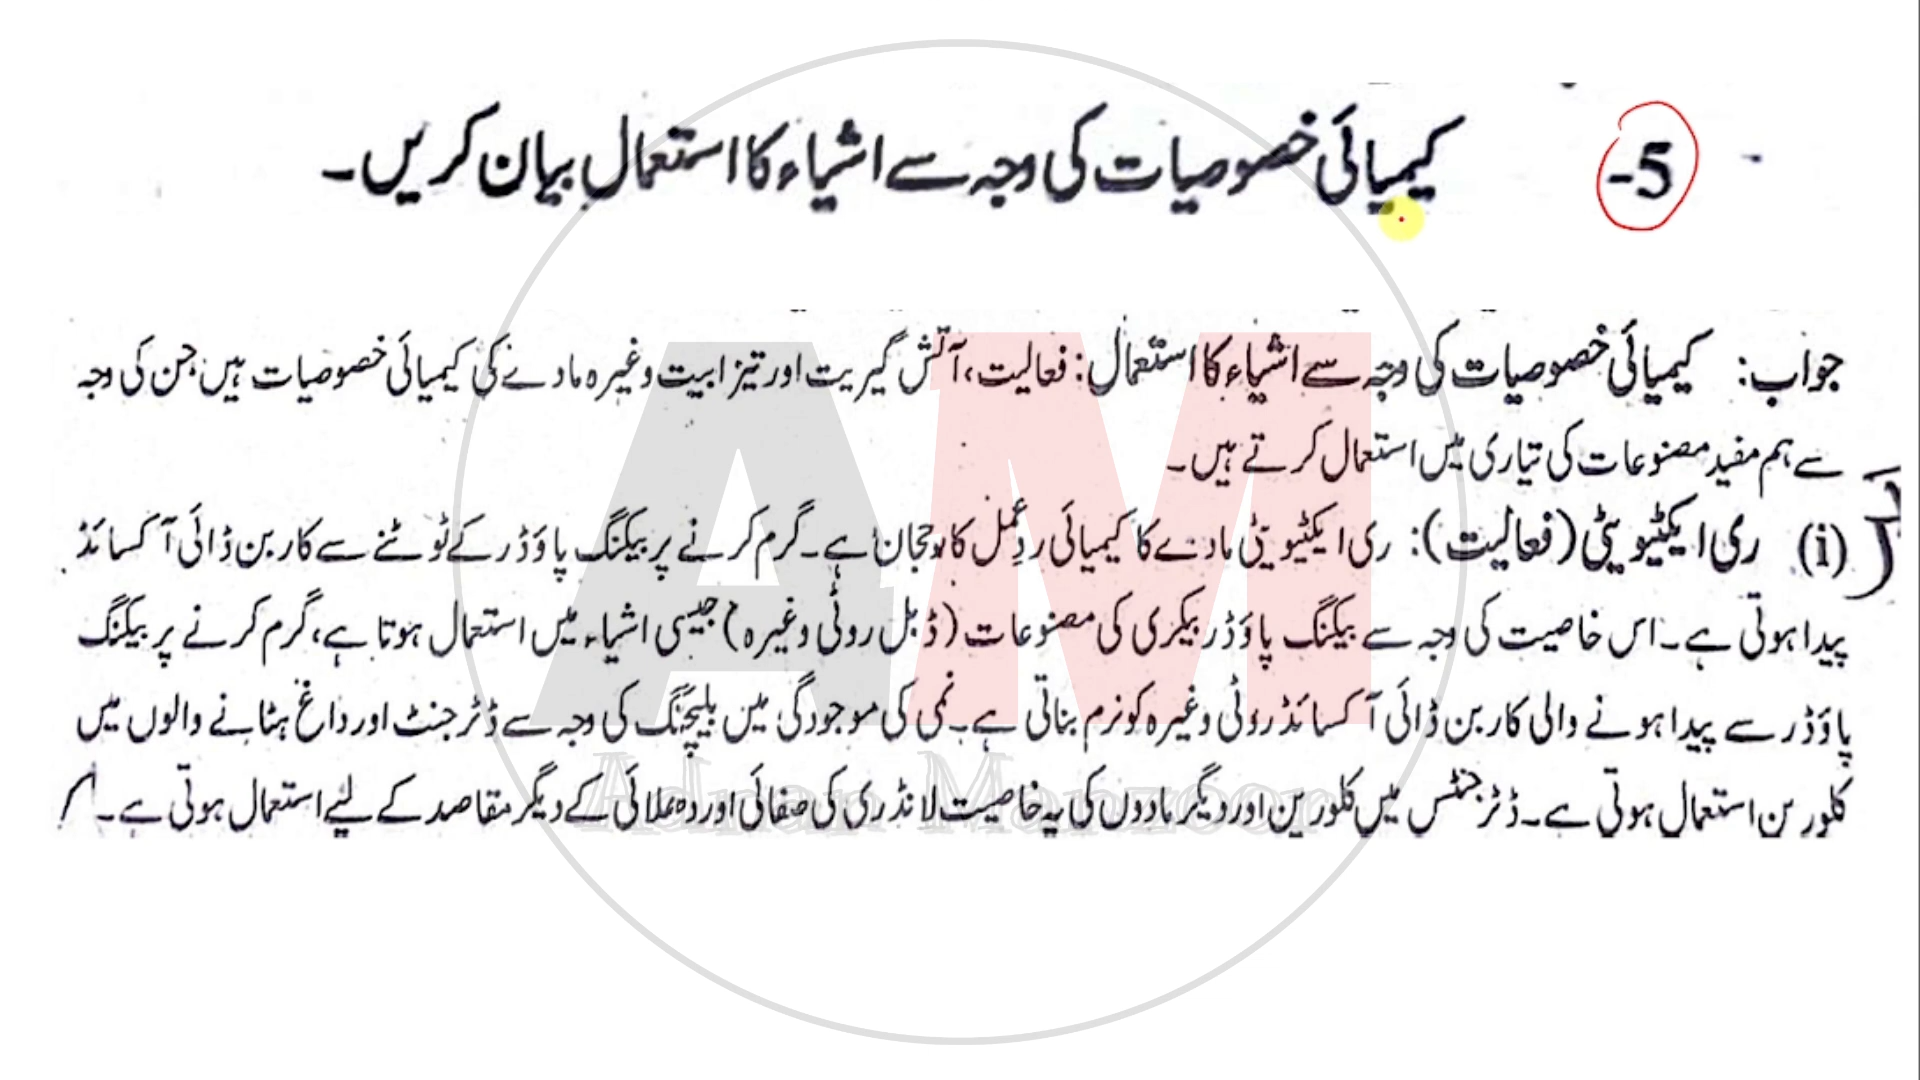 5- کیمیائی خصوصیات کی وجہ سے اشیاء کا استعمال بیان کریں۔
جواب: کیمیائی خصوصیات کی وجہ سے اشیاء کا استعمال: فعالیت، آتش گیریت اور تیزابیت وغیرہ مادے کی کیمیائی خصوصیات ہیں، جن کی وجہ
سے ہم مفید مصنوعات کی تیاری میں استعمال کرتے ہیں۔
(i) ری ایکٹیویٹی (فعالیت): ری ایکٹیویٹی مادے کا کیمیائی ردِعمل کا رجحان ہے۔ گرم کرنے پر بیکنگ پاؤڈر کے ٹوٹنے سے کاربن ڈائی آکسائڈ
پیدا ہوتی ہے۔ اس خاصیت کی وجہ سے بیکنگ پاؤڈر بیکری کی مصنوعات (ڈبل روٹی وغیرہ) جیسی اشیاء میں استعمال ہوتا ہے، گرم کرنے پر بیکنگ
پاؤڈر سے پیدا ہونے والی کاربن ڈائی آکسائڈ روٹی وغیرہ کو نرم بناتی ہے۔ نمی کی موجودگی میں بلیچنگ کی وجہ سے ڈٹرجنٹ اور داغ ہٹانے والوں میں
کلورین استعمال ہوتی ہے۔ ڈٹرجنٹس میں کلورین اور دیگر مادوں کی یہ خاصیت لانڈری کی صفائی اور دھلائی کے دیگر مقاصد کے لیے استعمال ہوتی ہے۔
AM
Adnan Manzoor